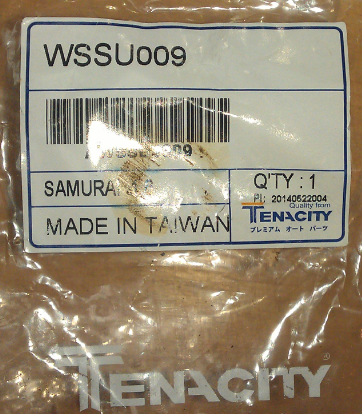 WSSU009
Q'TY : 1
PI: 20140522004
MADE IN TAIWAN
Quality from
TENACITY
プレミアム オート パーツ
TENACITY®